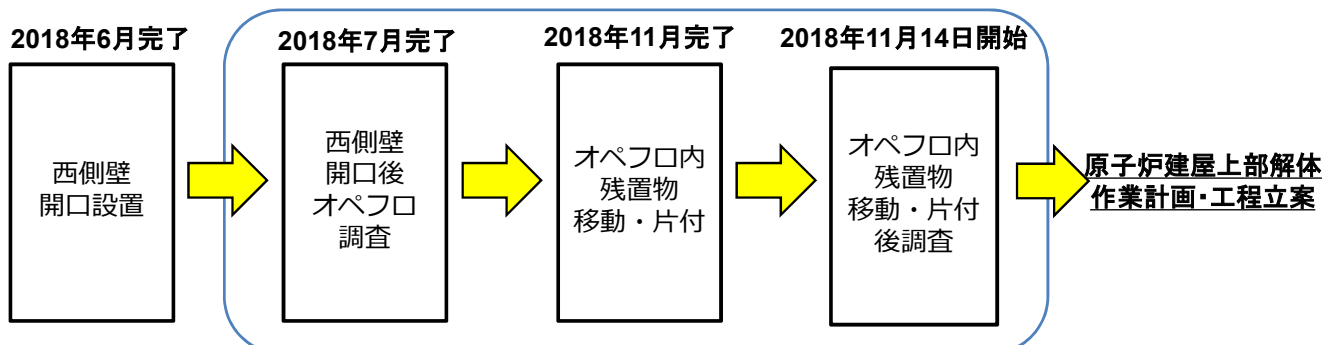 2018年6月完了
西側壁
開口設置
2018年7月完了
西側壁
開口後
オペフロ
調査
2018年11月完了
オペフロ内
残置物
移動・片付
2018年11月14日開始
オペフロ内
残置物
移動・片付
後調査
原子炉建屋上部解体
作業計画・工程立案